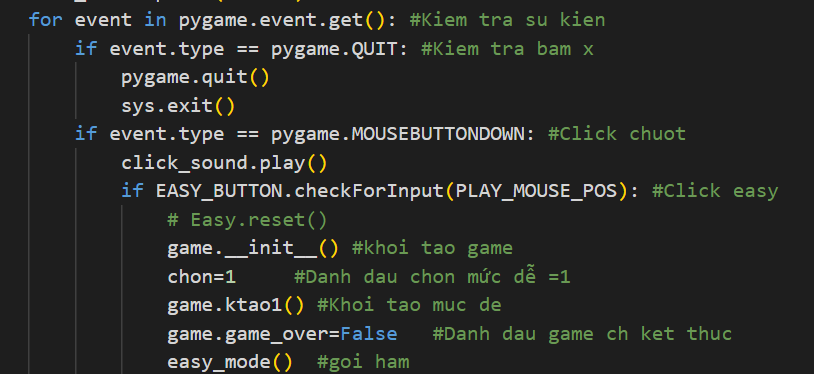 for event in pygame.event.get(): #Kiem tra su kien
if event.type == pygame.QUIT: #Kiem tra bam x
pygame.quit()
sys.exit()
if event.type == pygame.MOUSEBUTTONDOWN: #Click chuot
click_sound.play()
if EASY_BUTTON.checkForInput(PLAY_MOUSE_POS): #Click easy
# Easy.reset()
game.__init__() #khoi tao game
chon=1     #Danh dau chon mức dễ =1
game.ktao1() #Khoi tao muc de
game.game_over=False   #Danh dau game ch ket thuc
easy_mode()  #goi ham